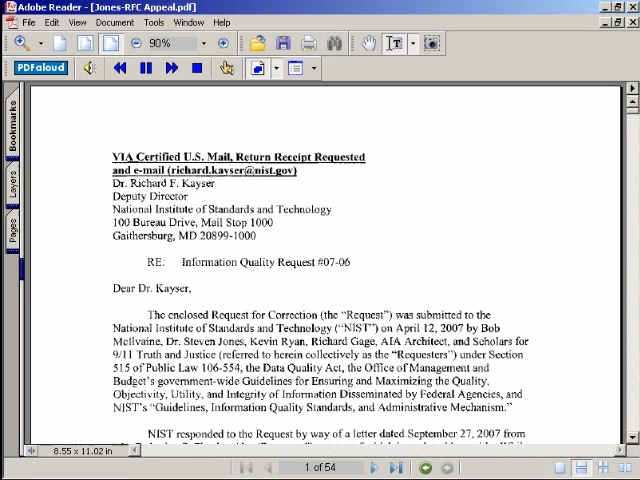 Adobe Reader - [Jones-RFC Appeal.pdf]
File Edit View Document Tools Window Help
90%
PDFaloud
Bookmarks
Layers
Pages
VIA Certified U.S. Mail, Return Receipt Requested
and e-mail (richard.kayser@nist.gov)
Dr. Richard F. Kayser
Deputy Director
National Institute of Standards and Technology
100 Bureau Drive, Mail Stop 1000
Gaithersburg, MD 20899-1000
RE: Information Quality Request #07-06
Dear Dr. Kayser,
The enclosed Request for Correction (the “Request”) was submitted to the
National Institute of Standards and Technology (“NIST”) on April 12, 2007 by Bob
McIlvaine, Dr. Steven Jones, Kevin Ryan, Richard Gage, AIA Architect, and Scholars for
9/11 Truth and Justice (referred to herein collectively as the “Requesters”) under Section
515 of Public Law 106-554, the Data Quality Act, the Office of Management and
Budget’s government-wide Guidelines for Ensuring and Maximizing the Quality,
Objectivity, Utility, and Integrity of Information Disseminated by Federal Agencies, and
NIST’s “Guidelines, Information Quality Standards, and Administrative Mechanism.”
NIST responded to the Request by way of a letter dated September 27, 2007 from
8.55 x 11.02 in
1 of 54